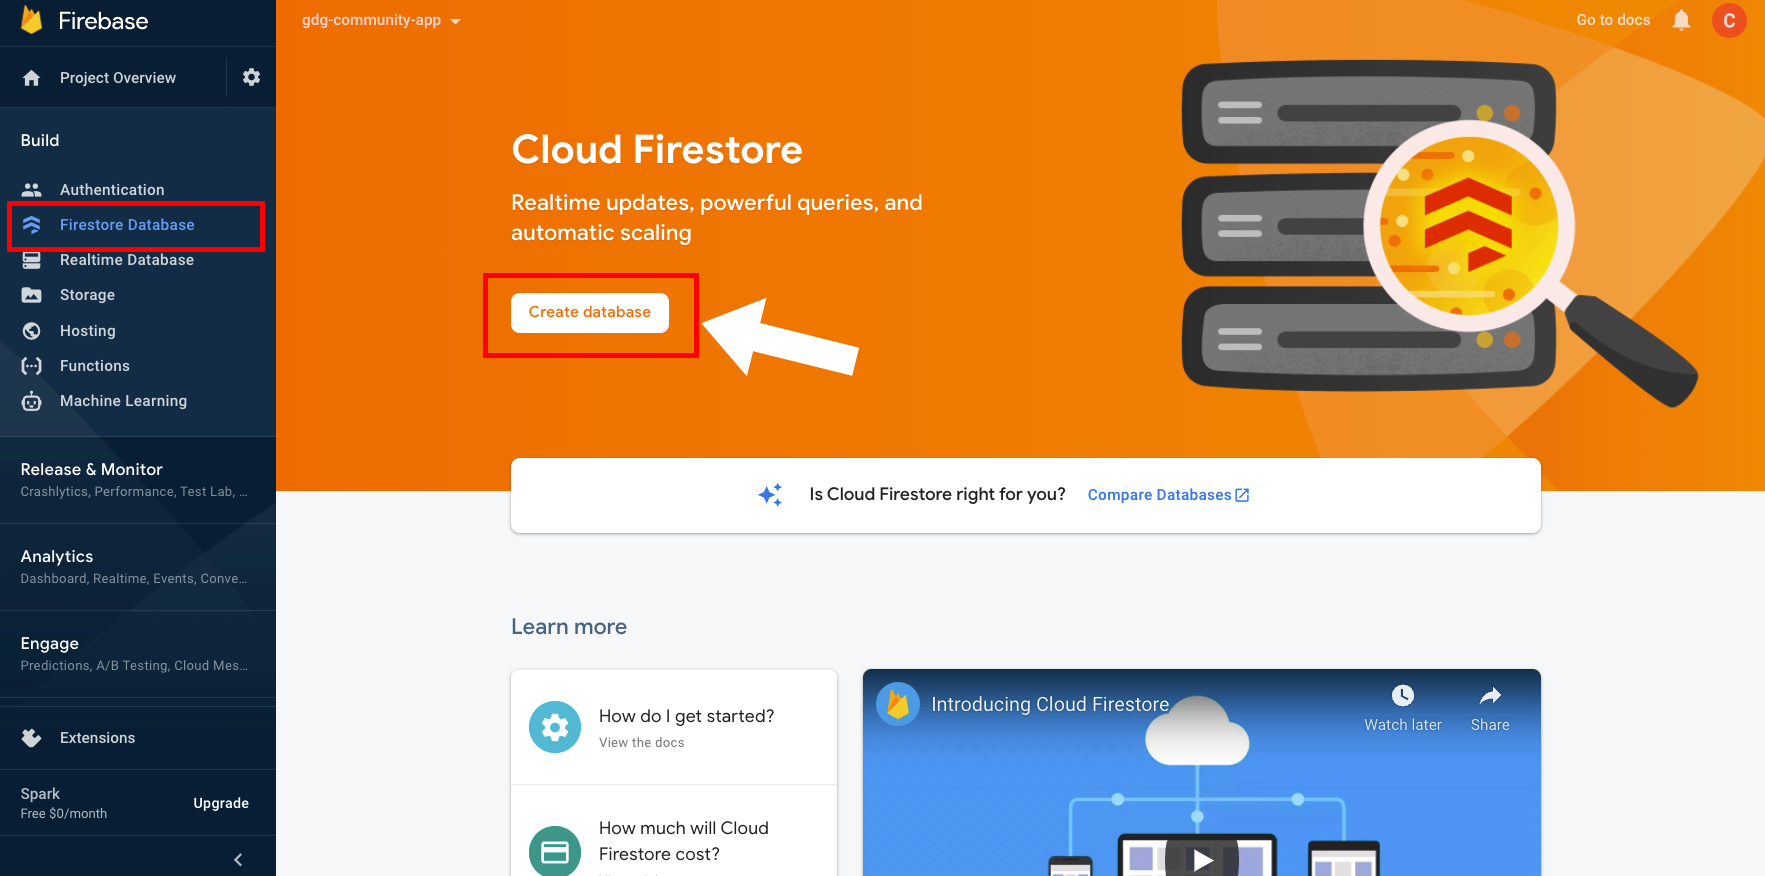 Firebase
gdg-community-app
Go to docs
C
Project Overview
Build
Authentication
Firestore Database
Realtime Database
Storage
Hosting
Functions
Machine Learning
Release & Monitor
Crashlytics, Performance, Test Lab, ...
Analytics
Dashboard, Realtime, Events, Conve...
Engage
Predictions, A/B Testing, Cloud Mes...
Extensions
Spark
Free $0/month
Upgrade
Cloud Firestore
Realtime updates, powerful queries, and
automatic scaling
Create database
Is Cloud Firestore right for you?
Compare Databases
Learn more
How do I get started?
View the docs
How much will Cloud
Firestore cost?
Introducing Cloud Firestore
Watch later
Share